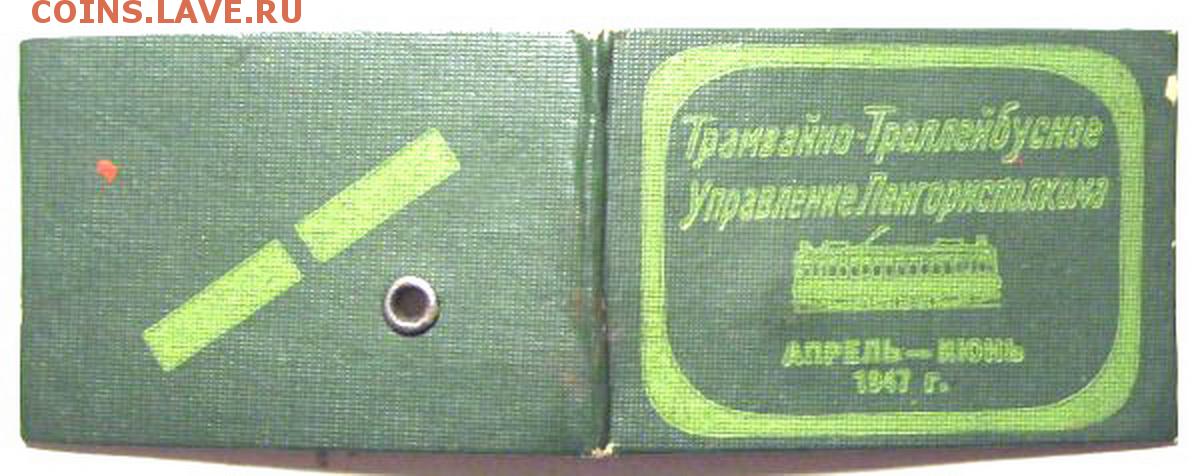 COINS.LAVE.RU
Трамвайно-Троллейбусное
Управление Ленгорисполкома
АПРЕЛЬ — ИЮНЬ
1947 г.